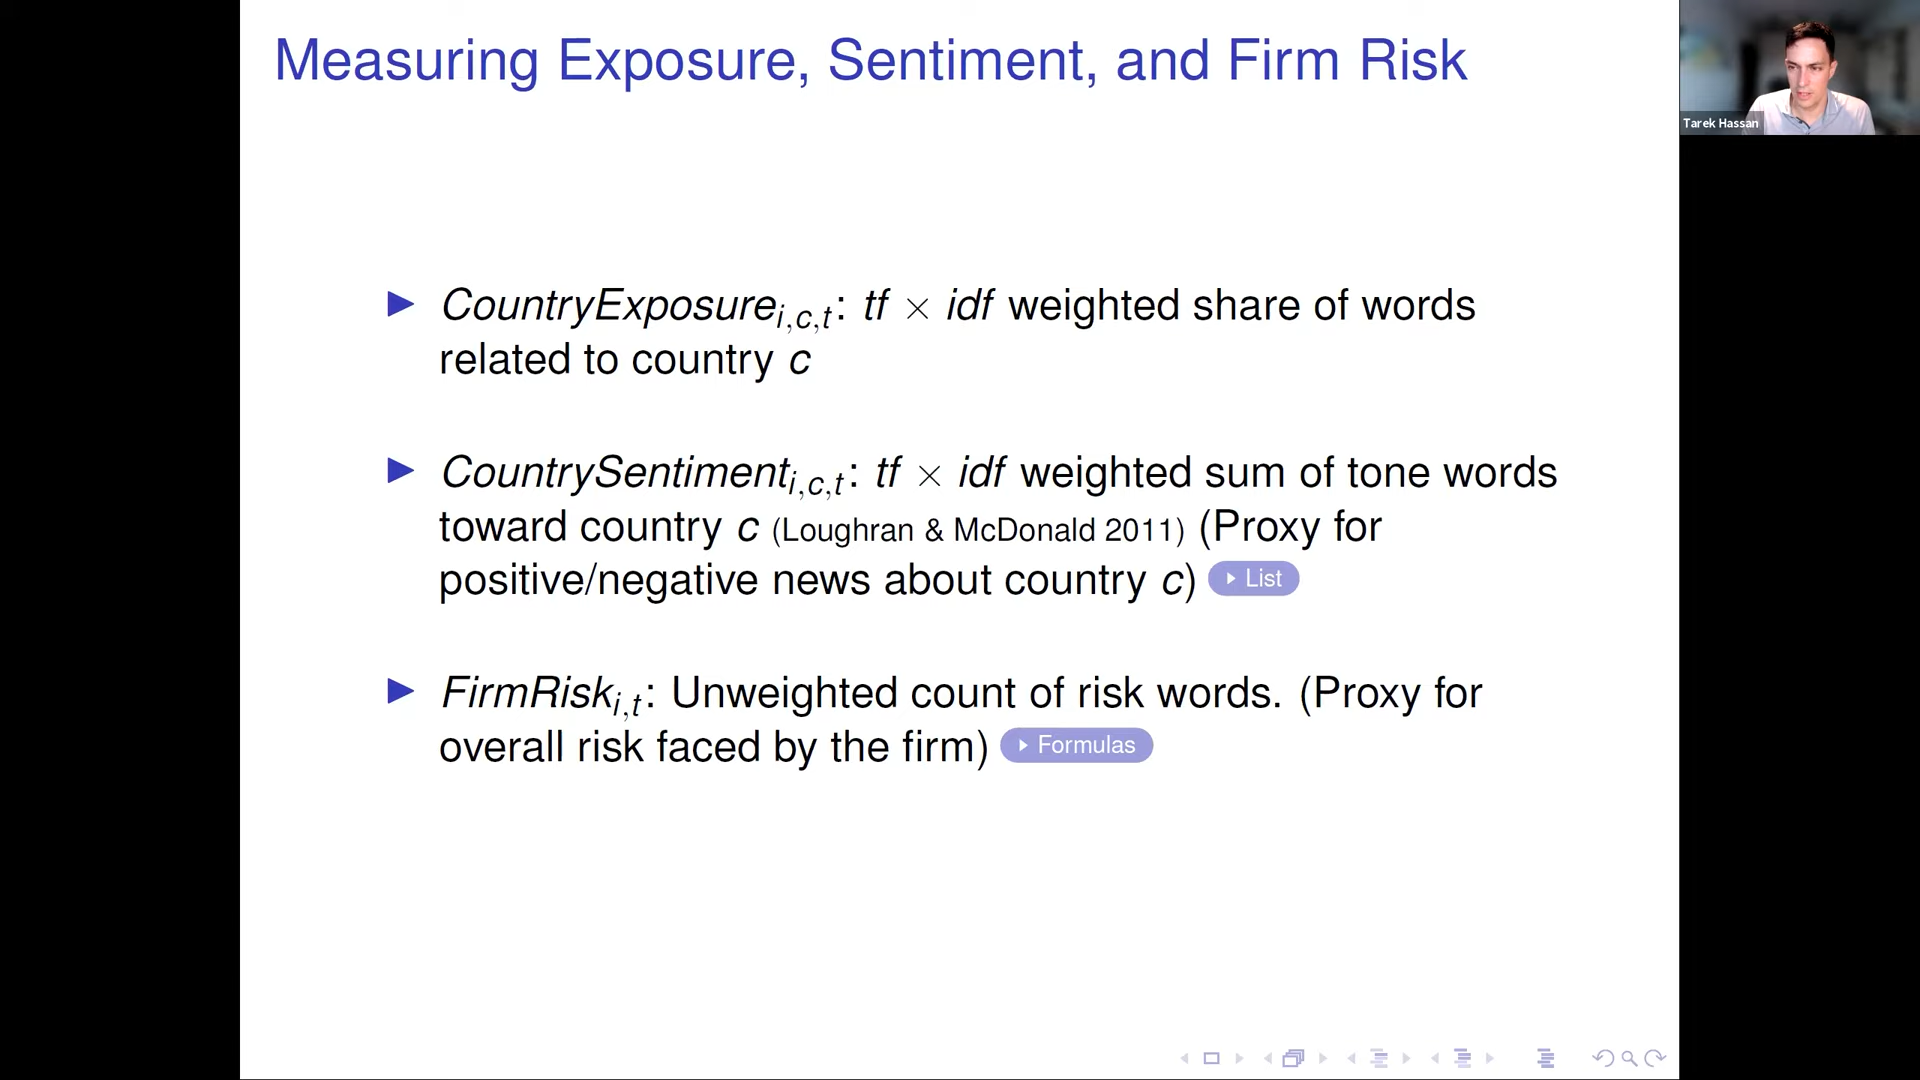 Measuring Exposure, Sentiment, and Firm Risk
Tarek Hassan
CountryExposure_{i,c,t}: tf × idf weighted share of words
related to country c
CountrySentiment_{i,c,t}: tf × idf weighted sum of tone words
toward country c (Loughran & McDonald 2011) (Proxy for
positive/negative news about country c) List
FirmRisk_{i,t}: Unweighted count of risk words. (Proxy for
overall risk faced by the firm) Formulas